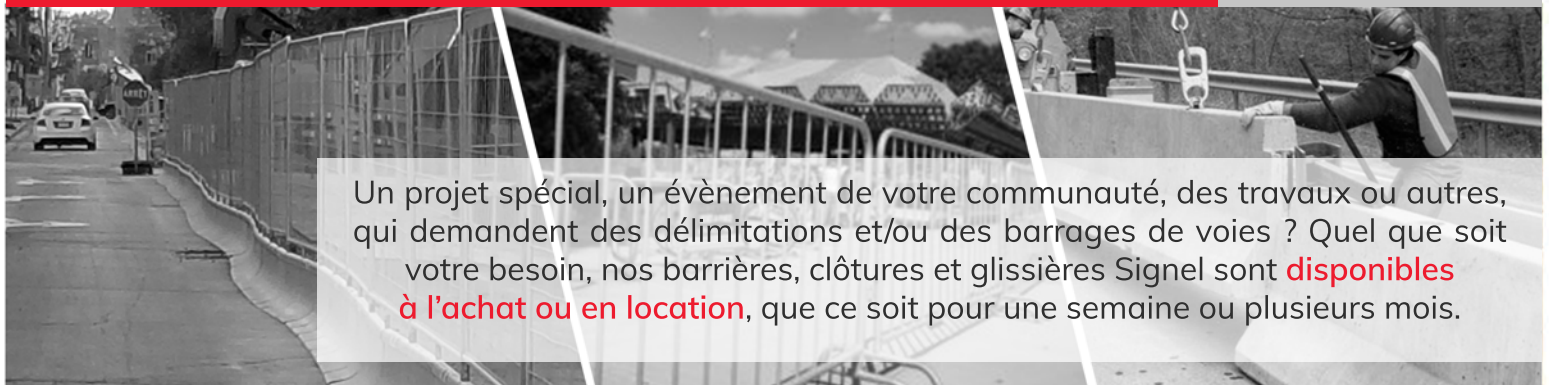 ARRÊT
Un projet spécial, un évènement de votre communauté, des travaux ou autres,
qui demandent des délimitations et/ou des barrages de voies ? Quel que soit
votre besoin, nos barrières, clôtures et glissières Signel sont disponibles
à l’achat ou en location, que ce soit pour une semaine ou plusieurs mois.